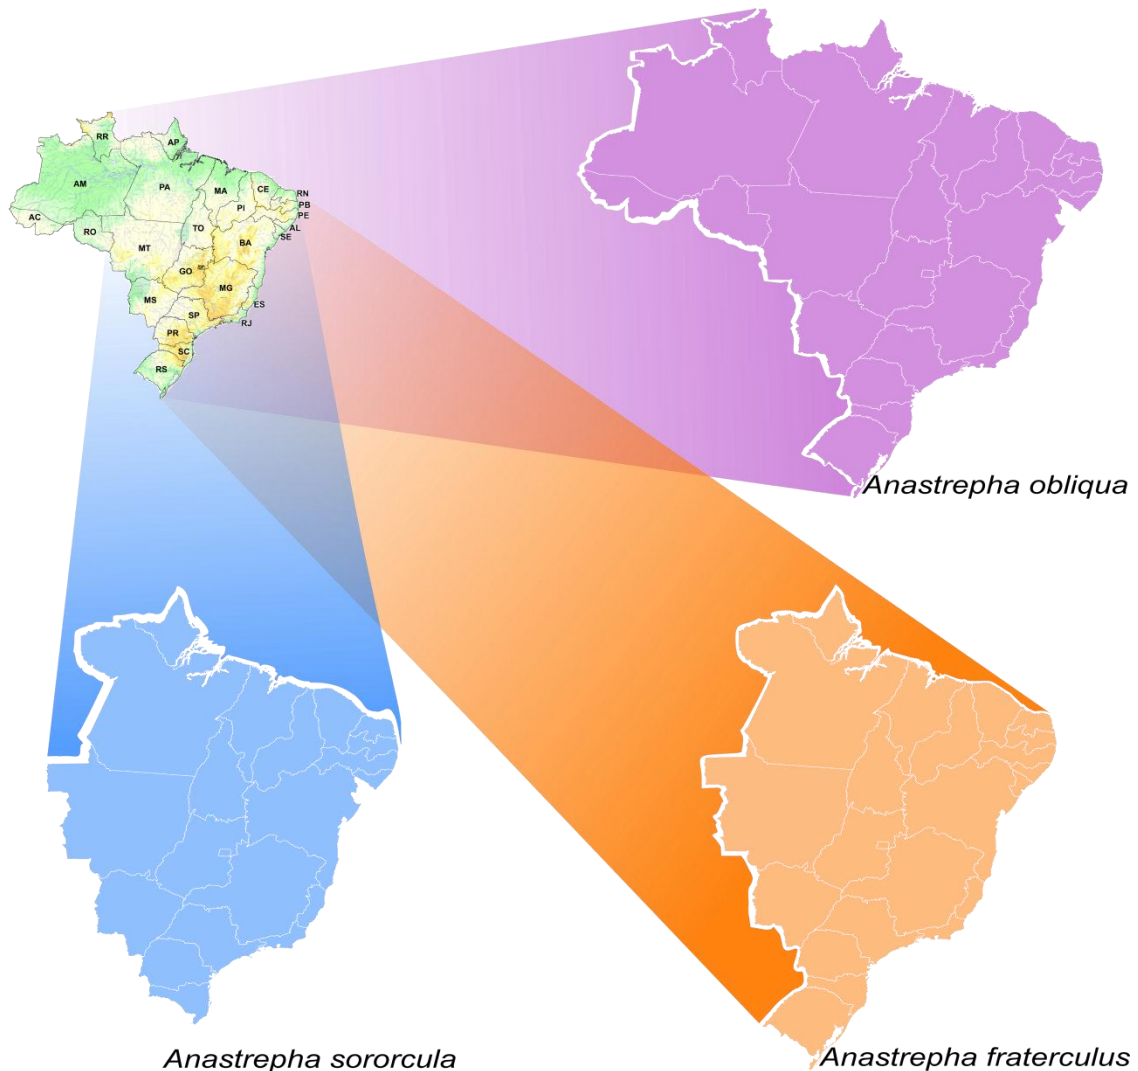 RR
AP
AM
PA
MA
CE
RN
PB
PI
PE
AC
AL
RO
TO
SE
BA
MT
GO
DF
MG
MS
ES
SP
RJ
PR
SC
RS
Anastrepha obliqua
Anastrepha sororcula
Anastrepha fraterculus